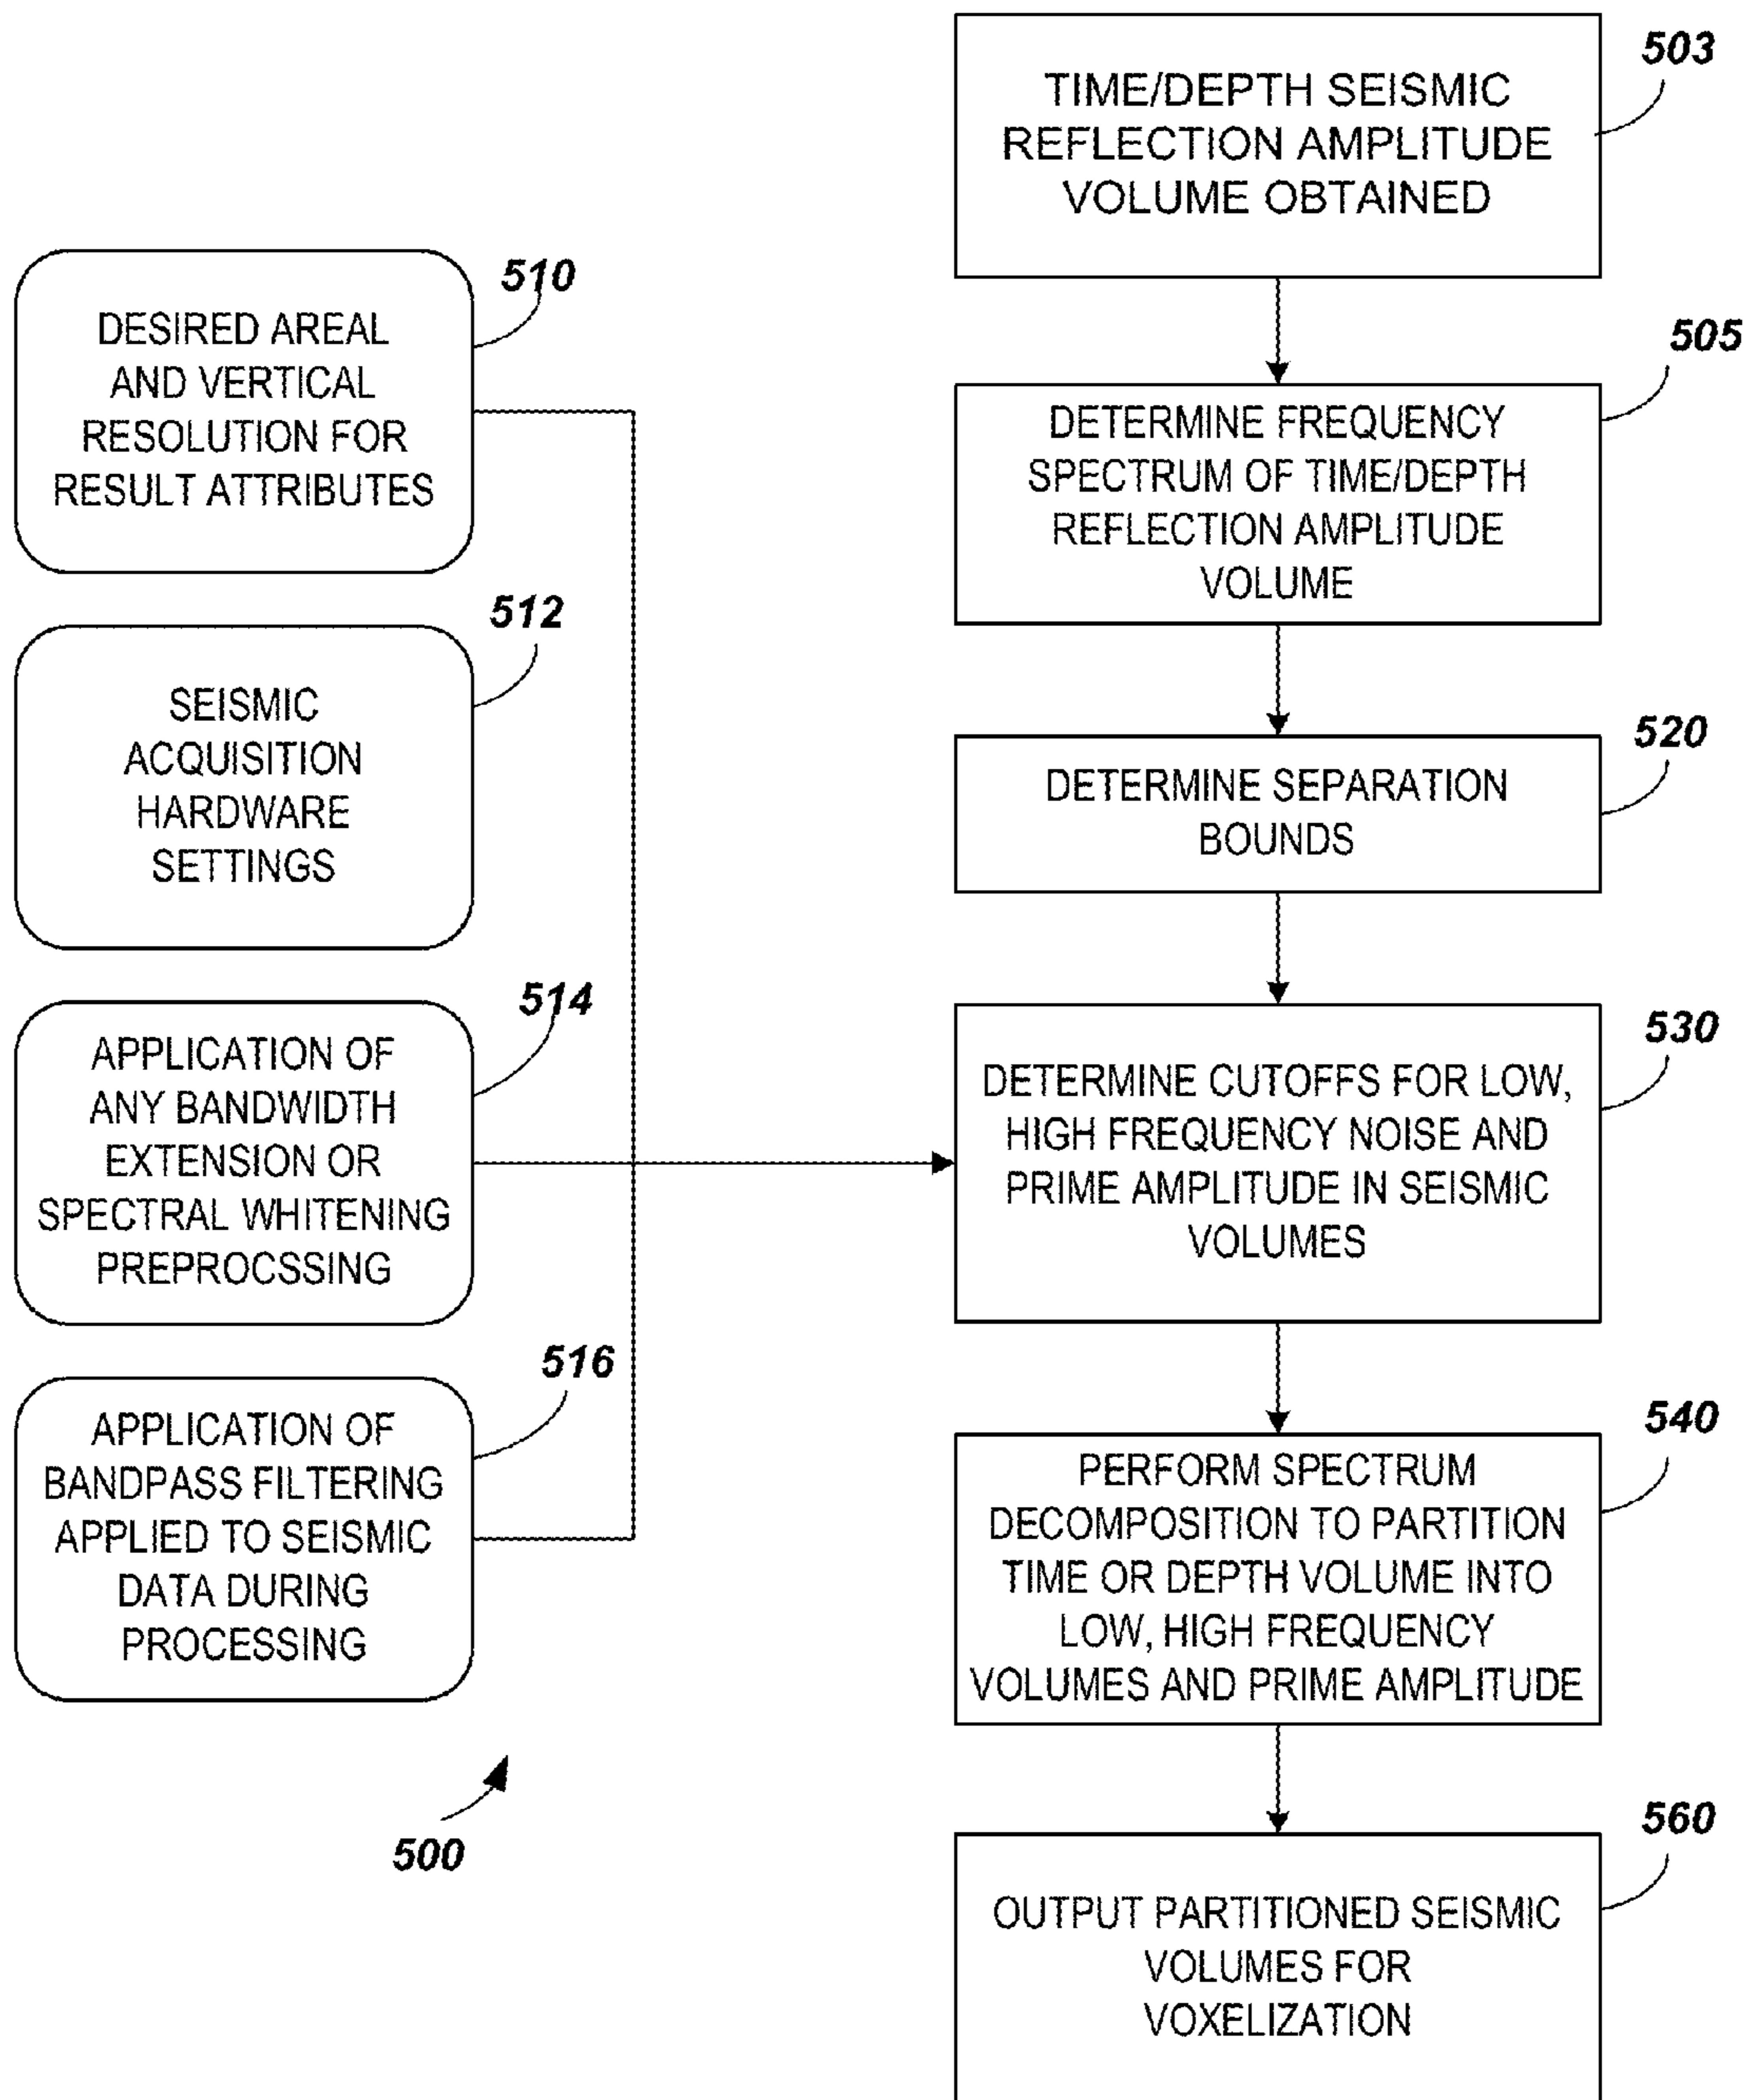 503
TIME/DEPTH SEISMIC
REFLECTION AMPLITUDE
VOLUME OBTAINED
505
DETERMINE FREQUENCY
SPECTRUM OF TIME/DEPTH
REFLECTION AMPLITUDE
VOLUME
510
DESIRED AREAL
AND VERTICAL
RESOLUTION FOR
RESULT ATTRIBUTES
512
SEISMIC
ACQUISITION
HARDWARE
SETTINGS
514
APPLICATION OF
ANY BANDWIDTH
EXTENSION OR
SPECTRAL WHITENING
PREPROCSSING
516
APPLICATION OF
BANDPASS FILTERING
APPLIED TO SEISMIC
DATA DURING
PROCESSING
520
DETERMINE SEPARATION
BOUNDS
530
DETERMINE CUTOFFS FOR LOW,
HIGH FREQUENCY NOISE AND
PRIME AMPLITUDE IN SEISMIC
VOLUMES
540
PERFORM SPECTRUM
DECOMPOSITION TO PARTITION
TIME OR DEPTH VOLUME INTO
LOW, HIGH FREQUENCY
VOLUMES AND PRIME AMPLITUDE
560
OUTPUT PARTITIONED SEISMIC
VOLUMES FOR
VOXELIZATION
500